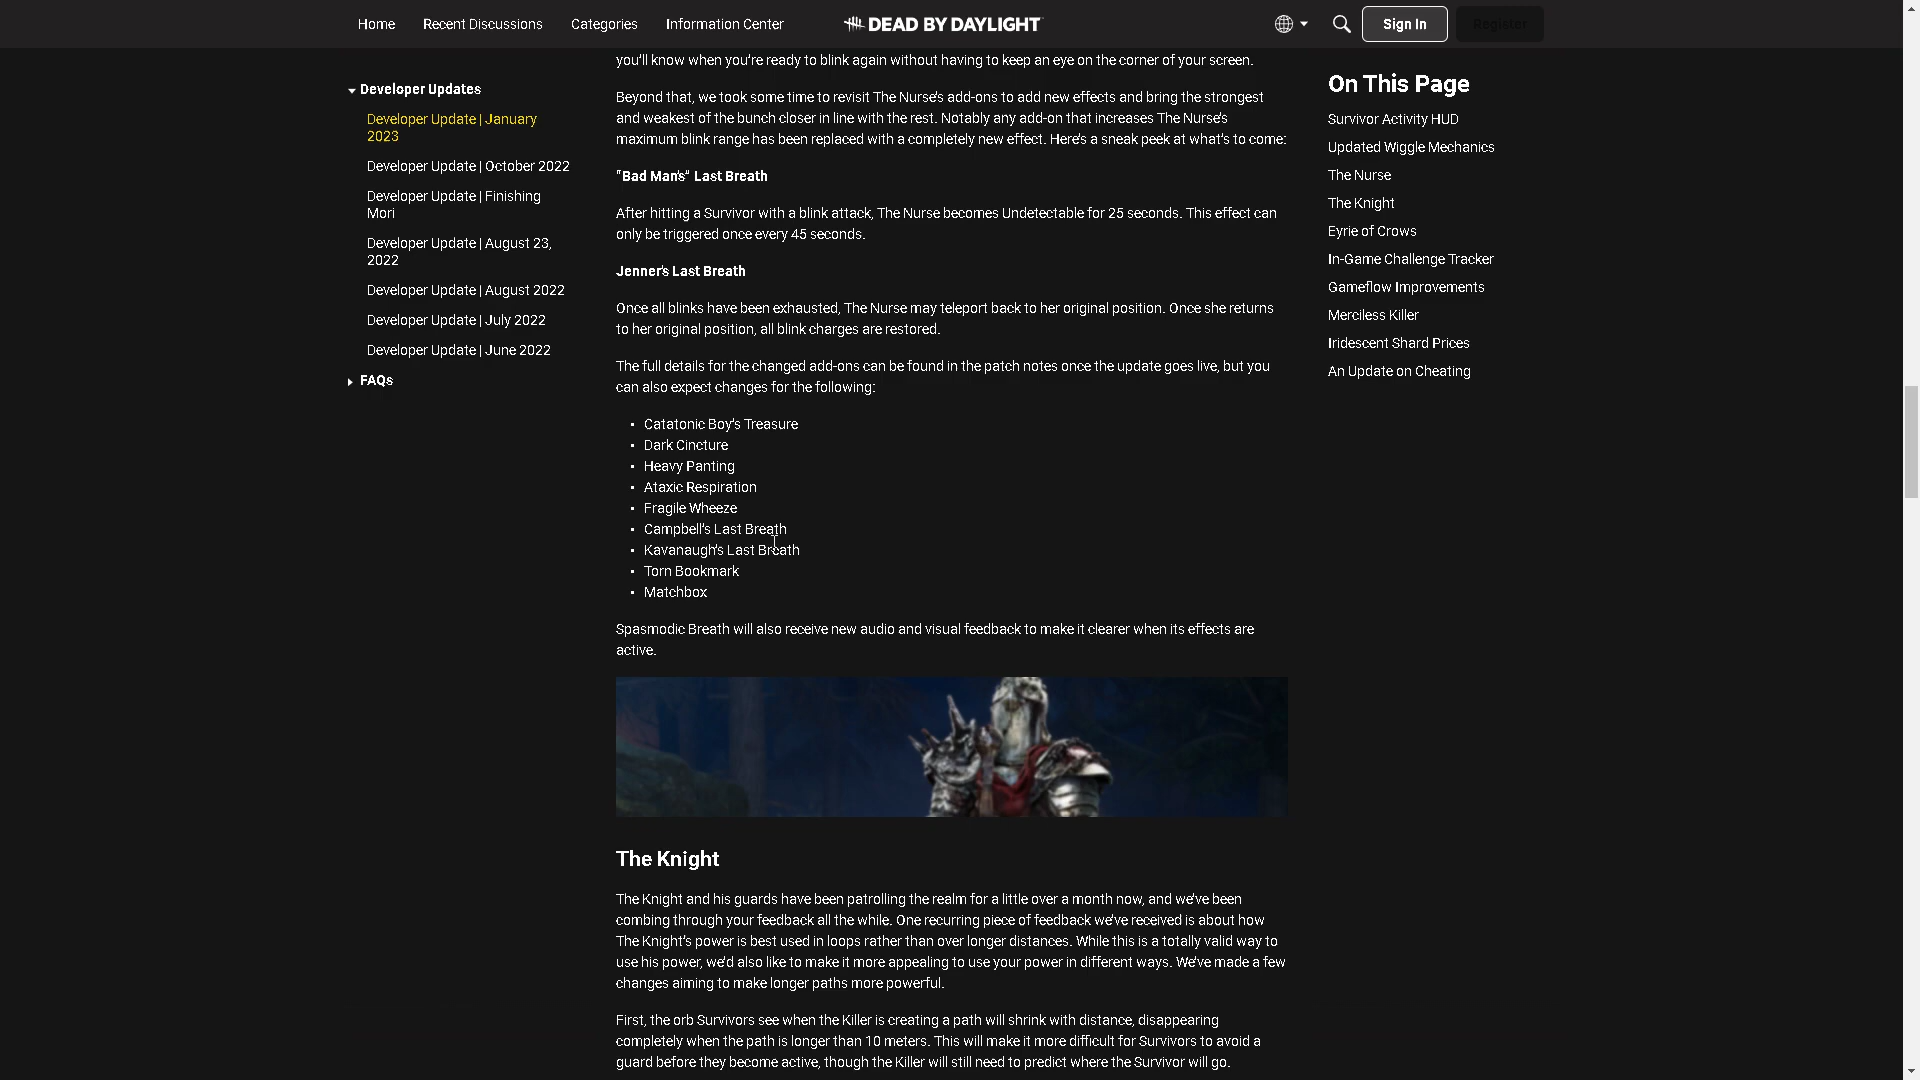 Home Recent Discussions Categories Information Center DEAD BY DAYLIGHT Sign In Register
Developer Updates
Developer Update | January
2023
Developer Update | October 2022
Developer Update | Finishing
Mori
Developer Update | August 23,
2022
Developer Update | August 2022
Developer Update | July 2022
Developer Update | June 2022
FAQs
you'll know when you're ready to blink again without having to keep an eye on the corner of your screen.
Beyond that, we took some time to revisit The Nurse's add-ons to add new effects and bring the strongest
and weakest of the bunch closer in line with the rest. Notably any add-on that increases The Nurse's
maximum blink range has been replaced with a completely new effect. Here's a sneak peek at what's to come:
"Bad Man's" Last Breath
After hitting a Survivor with a blink attack, The Nurse becomes Undetectable for 25 seconds. This effect can
only be triggered once every 45 seconds.
Jenner's Last Breath
Once all blinks have been exhausted, The Nurse may teleport back to her original position. Once she returns
to her original position, all blink charges are restored.
The full details for the changed add-ons can be found in the patch notes once the update goes live, but you
can also expect changes for the following:
• Catatonic Boy's Treasure
• Dark Cincture
• Heavy Panting
• Ataxic Respiration
• Fragile Wheeze
• Campbell's Last Breath
• Kavanaugh's Last Breath
• Torn Bookmark
• Matchbox
Spasmodic Breath will also receive new audio and visual feedback to make it clearer when its effects are
active.
The Knight
The Knight and his guards have been patrolling the realm for a little over a month now, and we've been
combing through your feedback all the while. One recurring piece of feedback we've received is about how
The Knight's power is best used in loops rather than over longer distances. While this is a totally valid way to
use his power, we'd also like to make it more appealing to use your power in different ways. We've made a few
changes aiming to make longer paths more powerful.
First, the orb Survivors see when the Killer is creating a path will shrink with distance, disappearing
completely when the path is longer than 10 meters. This will make it more difficult for Survivors to avoid a
guard before they become active, though the Killer will still need to predict where the Survivor will go.
On This Page
Survivor Activity HUD
Updated Wiggle Mechanics
The Nurse
The Knight
Eyrie of Crows
In-Game Challenge Tracker
Gameflow Improvements
Merciless Killer
Iridescent Shard Prices
An Update on Cheating